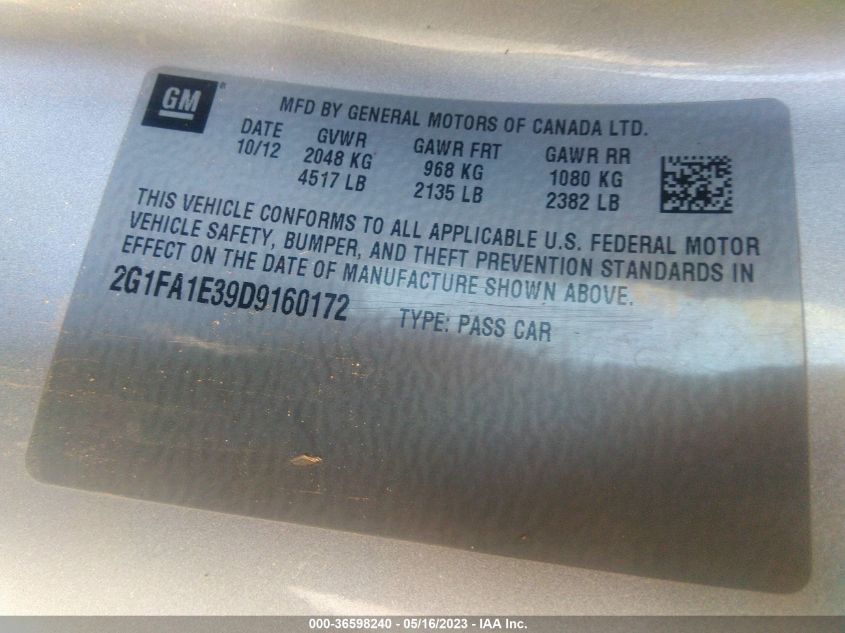 GM®
MFD BY GENERAL MOTORS OF CANADA LTD.
DATE GVWR GAWR FRT GAWR RR
10/12 2048 KG 968 KG 1080 KG
4517 LB 2135 LB 2382 LB
THIS VEHICLE CONFORMS TO ALL APPLICABLE U.S. FEDERAL MOTOR
VEHICLE SAFETY, BUMPER, AND THEFT PREVENTION STANDARDS IN
EFFECT ON THE DATE OF MANUFACTURE SHOWN ABOVE.
2G1FA1E39D9160172 TYPE: PASS CAR
000-36598240 - 05/16/2023 - IAA Inc.